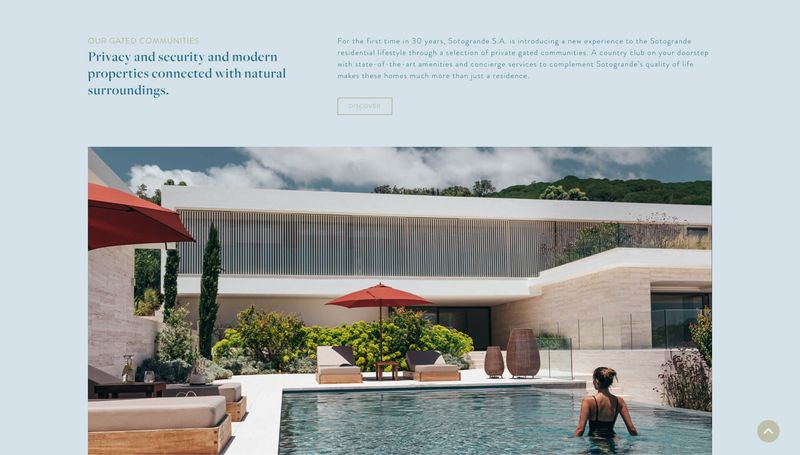 OUR GATED COMMUNITIES
Privacy and security and modern
properties connected with natural
surroundings.
For the first time in 30 years, Sotogrande S.A. is introducing a new experience to the Sotogrande
residential lifestyle through a selection of private gated communities. A country club on your doorstep
with state-of-the-art amenities and concierge services to complement Sotogrande's quality of life
makes these homes much more than just a residence.
DISCOVER